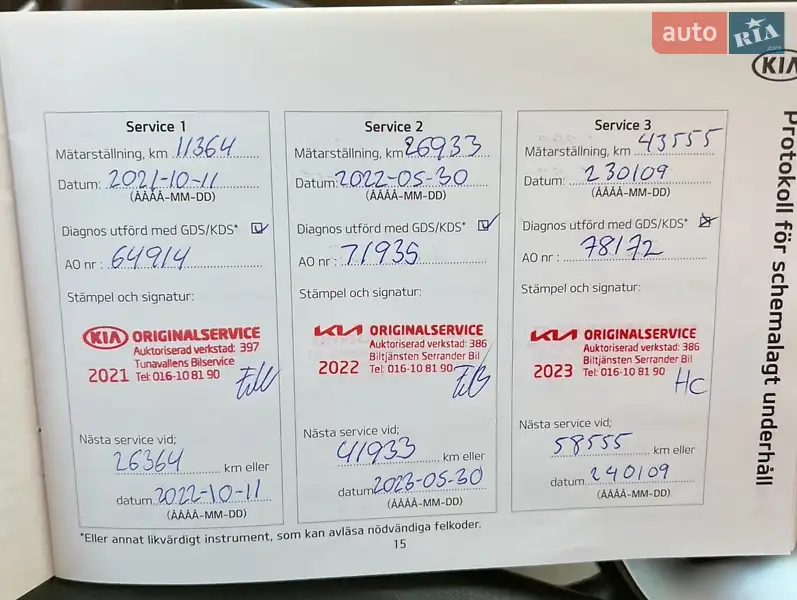 auto RIA .com
KIA
Protokoll för schemalagt underhåll
Service 1
Mätarställning, km 11364
Datum: 2021-10-11
(ÅÅÅÅ-MM-DD)
Diagnos utförd med GDS/KDS*
AO nr : 64914
Stämpel och signatur:
KIA ORIGINALSERVICE
Auktoriserad verkstad: 397
Tunavallens Bilservice
2021 Tel: 016-10 81 90
Nästa service vid;
26364 km eller
datum 2022-10-11
(ÅÅÅÅ-MM-DD)
Service 2
Mätarställning, km 26933
Datum: 2022-05-30
(ÅÅÅÅ-MM-DD)
Diagnos utförd med GDS/KDS*
AO nr : 71935
Stämpel och signatur:
KIA ORIGINALSERVICE
Auktoriserad verkstad: 386
Biltjänsten Serrander Bil
2022 Tel: 016-10 81 90
Nästa service vid;
41933 km eller
datum 2023-05-30
(ÅÅÅÅ-MM-DD)
Service 3
Mätarställning, km 43555
Datum: 230109
(ÅÅÅÅ-MM-DD)
Diagnos utförd med GDS/KDS*
AO nr : 78172
Stämpel och signatur:
KIA ORIGINALSERVICE
Auktoriserad verkstad: 386
Biltjänsten Serrander Bil
2023 Tel: 016-10 81 90
HC
Nästa service vid;
58555 km eller
datum 240109
(ÅÅÅÅ-MM-DD)
*Eller annat likvärdigt instrument, som kan avläsa nödvändiga felkoder.
15